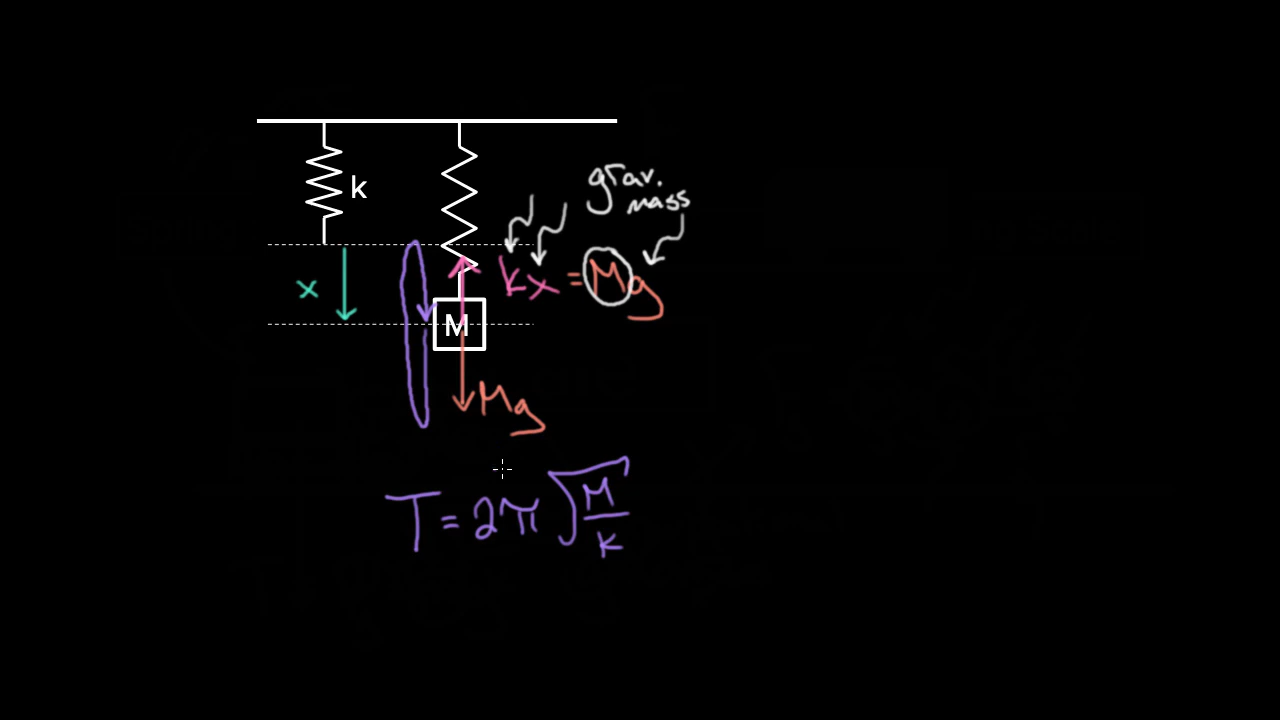 grav.
mass
k
x
kx = Mg
M
Mg
T = 2π√(M/k)